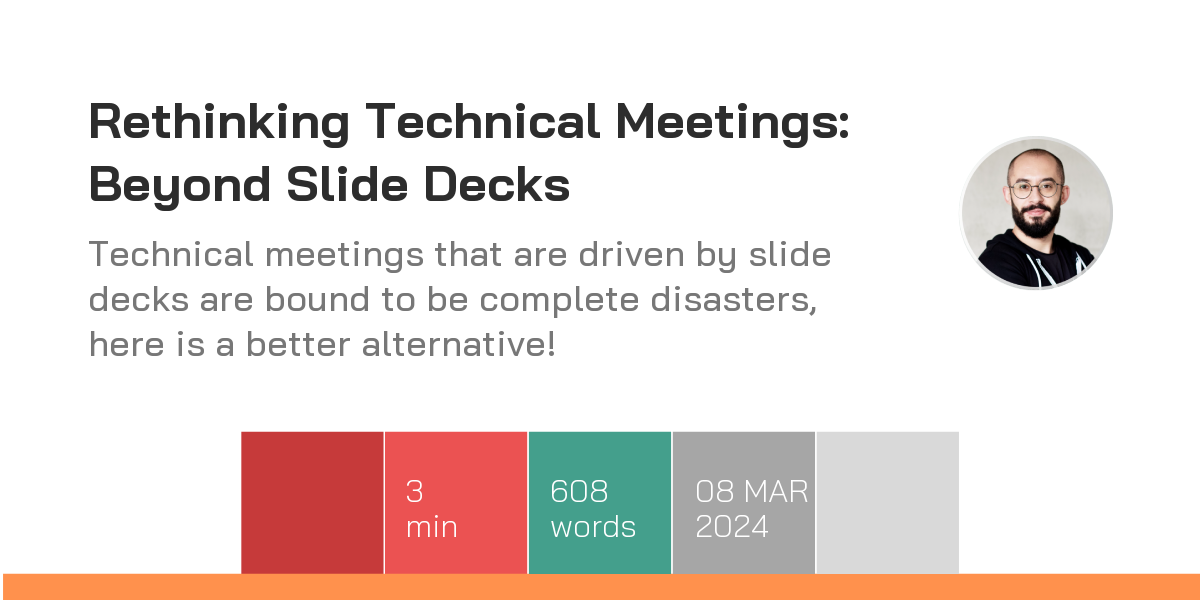 Rethinking Technical Meetings:
Beyond Slide Decks
Technical meetings that are driven by slide
decks are bound to be complete disasters,
here is a better alternative!
3
min
608
words
08 MAR
2024